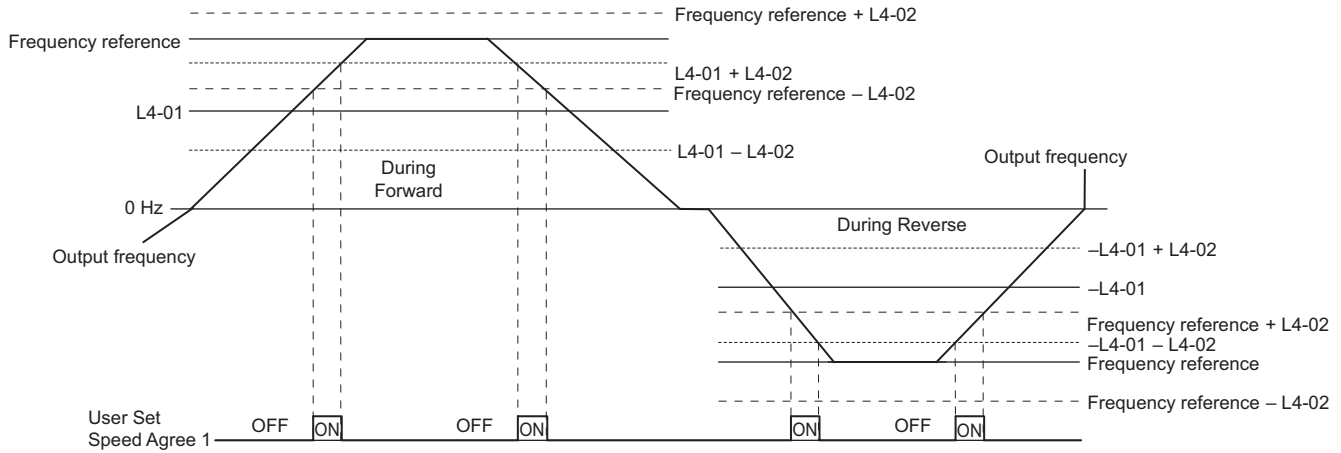 Frequency reference + L4-02
Frequency reference
L4-01 + L4-02
Frequency reference – L4-02
L4-01
L4-01 – L4-02
During
Forward
Output frequency
0 Hz
During Reverse
Output frequency
–L4-01 + L4-02
–L4-01
Frequency reference + L4-02
–L4-01 – L4-02
Frequency reference
Frequency reference – L4-02
User Set
Speed Agree 1
OFF
ON
OFF
ON
ON
OFF
ON